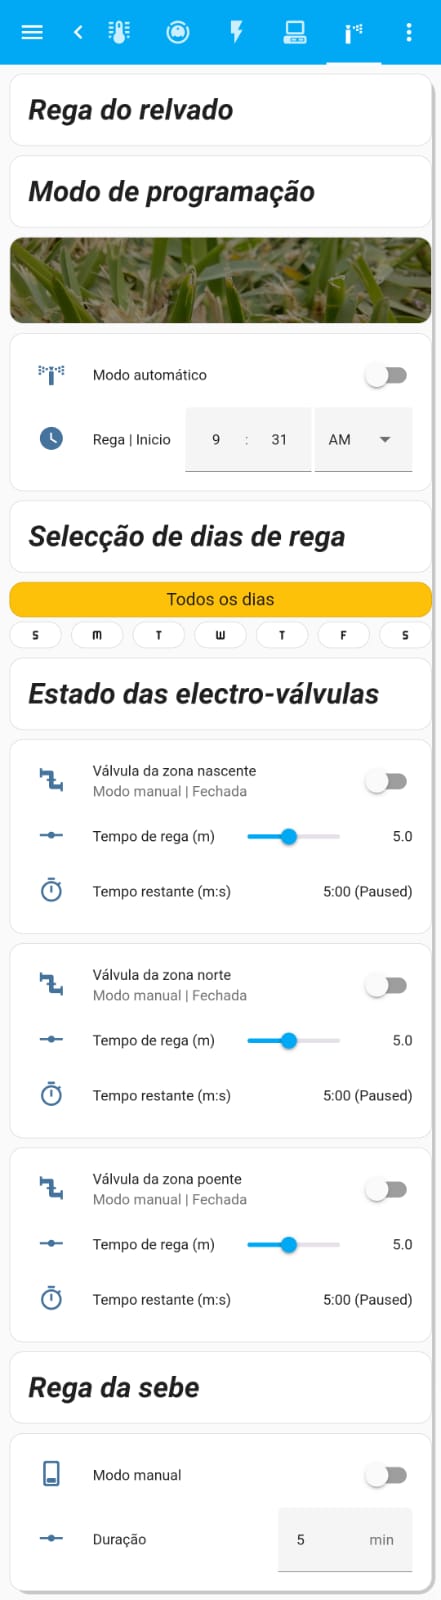 Rega do relvado
Modo de programação
Modo automático
Rega | Inicio 9 : 31 AM
Selecção de dias de rega
Todos os dias
S M T W T F S
Estado das electro-válvulas
Válvula da zona nascente
Modo manual | Fechada
Tempo de rega (m) 5.0
Tempo restante (m:s) 5:00 (Paused)
Válvula da zona norte
Modo manual | Fechada
Tempo de rega (m) 5.0
Tempo restante (m:s) 5:00 (Paused)
Válvula da zona poente
Modo manual | Fechada
Tempo de rega (m) 5.0
Tempo restante (m:s) 5:00 (Paused)
Rega da sebe
Modo manual
Duração 5 min